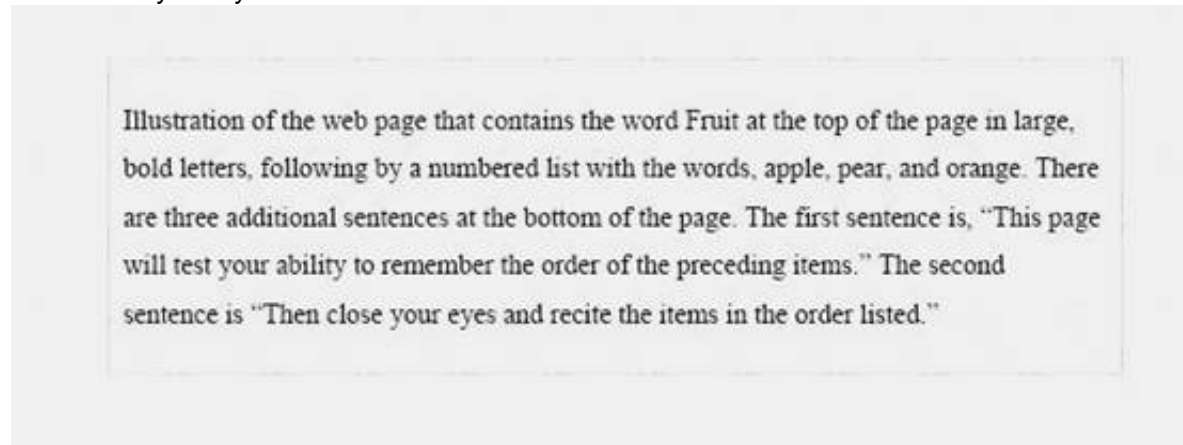 Illustration of the web page that contains the word Fruit at the top of the page in large,
bold letters, following by a numbered list with the words, apple, pear, and orange. There
are three additional sentences at the bottom of the page. The first sentence is, “This page
will test your ability to remember the order of the preceding items.” The second
sentence is “Then close your eyes and recite the items in the order listed.”